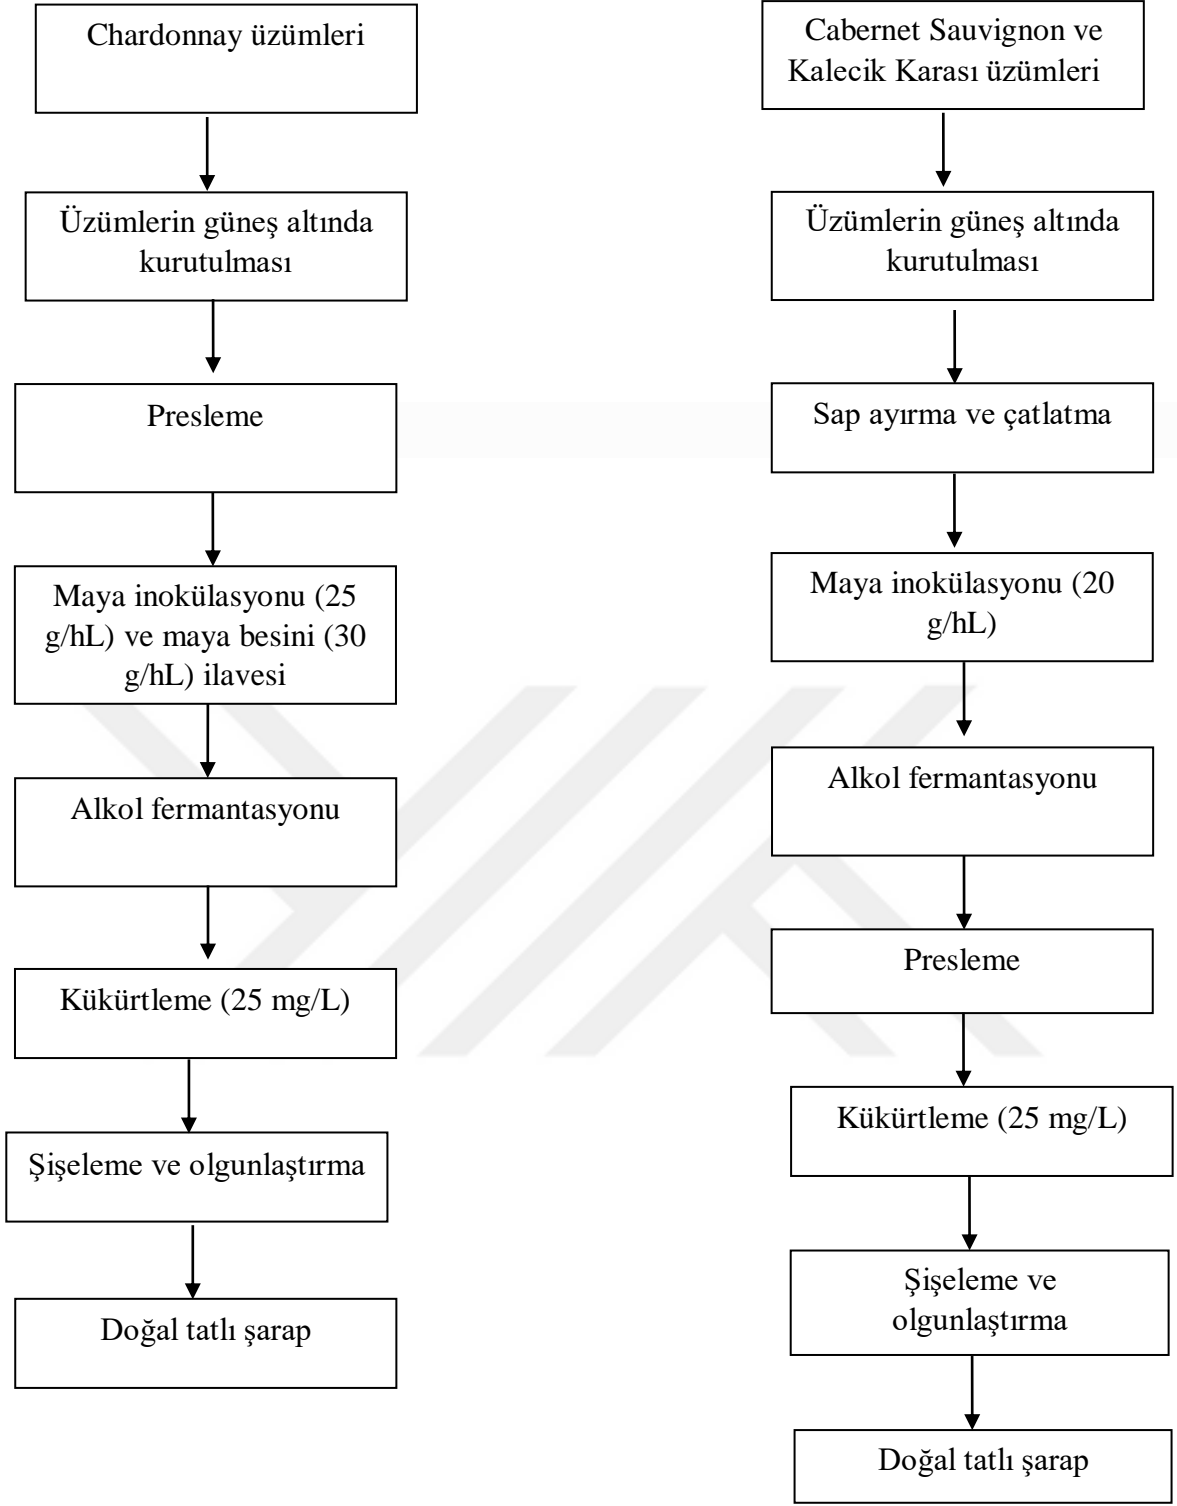 Chardonnay üzümleri
Üzümlerin güneş altında
kurutulması
Presleme
Maya inokülasyonu (25
g/hL) ve maya besini (30
g/hL) ilavesi
Alkol fermantasyonu
Kükürtleme (25 mg/L)
Şişeleme ve olgunlaştırma
Doğal tatlı şarap
Cabernet Sauvignon ve
Kalecik Karası üzümleri
Üzümlerin güneş altında
kurutulması
Sap ayırma ve çatlatma
Maya inokülasyonu (20
g/hL)
Alkol fermantasyonu
Presleme
Kükürtleme (25 mg/L)
Şişeleme ve
olgunlaştırma
Doğal tatlı şarap